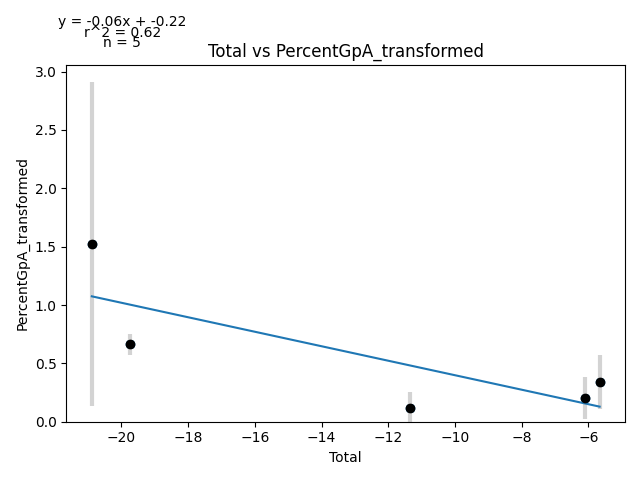 y = -0.06x + -0.22
r^2 = 0.62
n = 5
Total vs PercentGpA_transformed
3.0
2.5
2.0
1.5
1.0
0.5
0.0
PercentGpA_transformed
−20
−18
−16
−14
−12
−10
−8
−6
Total